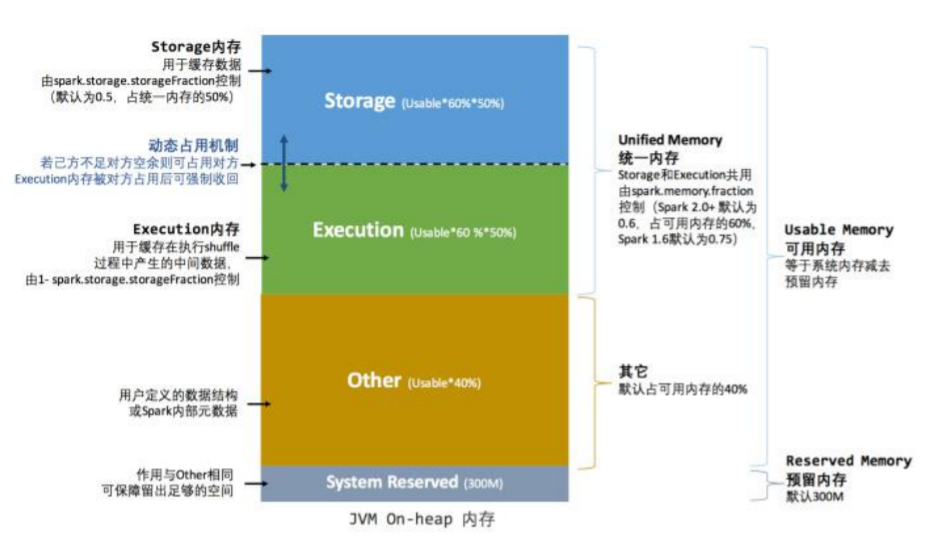 Storage内存
用于缓存数据
由spark.storage.storageFraction控制
（默认为0.5，占统一内存的50%）
动态占用机制
若己方不足对方空余则可占用对方
Execution内存被对方占用后可强制收回
Execution内存
用于缓存在执行shuffle
过程中产生的中间数据，
由1- spark.storage.storageFraction控制
用户定义的数据结构
或Spark内部元数据
作用与Other相同
可保障留出足够的空间
Storage (Usable*60%*50%)
Execution (Usable*60 %*50%)
Other (Usable*40%)
System Reserved (300M)
JVM On-heap 内存
Unified Memory
统一内存
Storage和Execution共用
由spark.memory.fraction
控制（Spark 2.0+ 默认为
0.6，占可用内存的60%,
Spark 1.6默认为0.75）
其它
默认占可用内存的40%
Usable Memory
可用内存
等于系统内存减去
预留内存
Reserved Memory
预留内存
默认300M